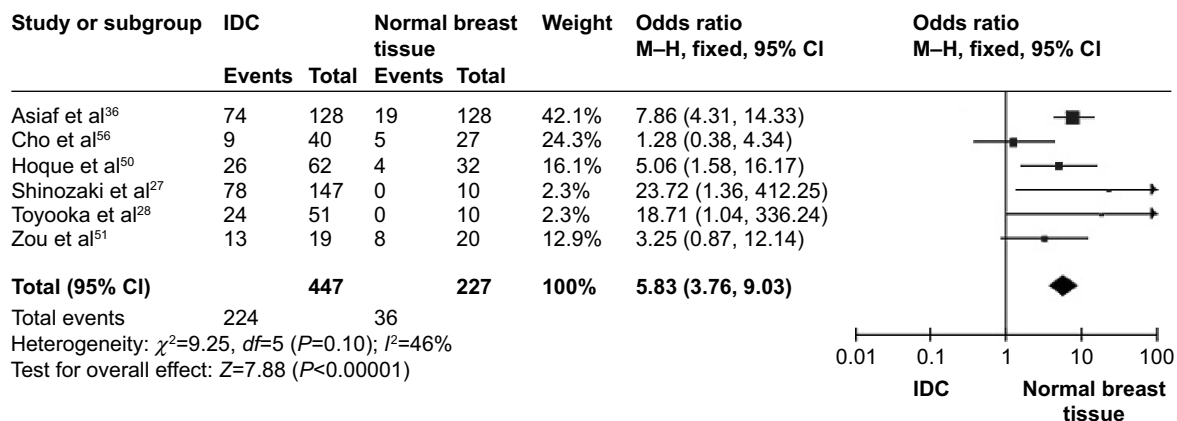 Study or subgroup IDC Normal breast tissue Weight Odds ratio M–H, fixed, 95% CI Odds ratio M–H, fixed, 95% CI
Events Total Events Total
Asiaf et al36 74 128 19 128 42.1% 7.86 (4.31, 14.33)
Cho et al56 9 40 5 27 24.3% 1.28 (0.38, 4.34)
Hoque et al50 26 62 4 32 16.1% 5.06 (1.58, 16.17)
Shinozaki et al27 78 147 0 10 2.3% 23.72 (1.36, 412.25)
Toyooka et al28 24 51 0 10 2.3% 18.71 (1.04, 336.24)
Zou et al51 13 19 8 20 12.9% 3.25 (0.87, 12.14)
Total (95% CI) 447 227 100% 5.83 (3.76, 9.03)
Total events 224 36
Heterogeneity: χ²=9.25, df=5 (P=0.10); I²=46%
Test for overall effect: Z=7.88 (P<0.00001)
0.01 0.1 1 10 100
IDC Normal breast tissue